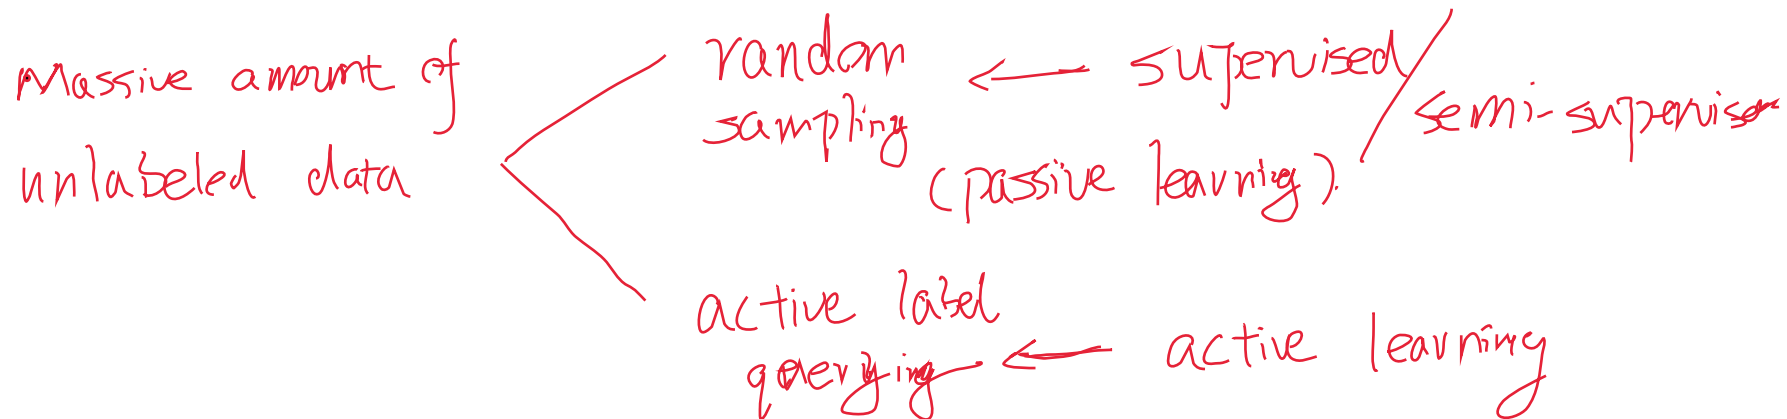 Massive amount of
unlabeled data
random
sampling
supervised/
semi-supervised
(passive learning).
active label
querying
active learning